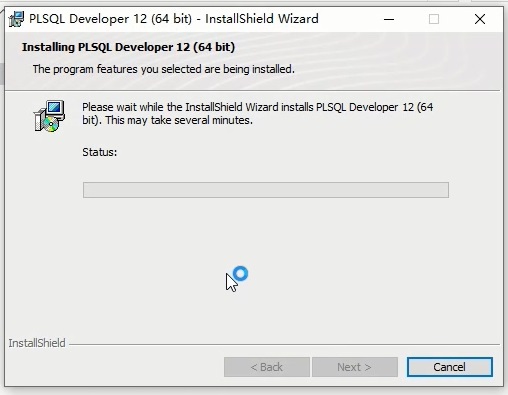 PLSQL Developer 12 (64 bit) - InstallShield Wizard
Installing PLSQL Developer 12 (64 bit)
The program features you selected are being installed.
Please wait while the InstallShield Wizard installs PLSQL Developer 12 (64
bit). This may take several minutes.
Status:
InstallShield
< Back
Next >
Cancel